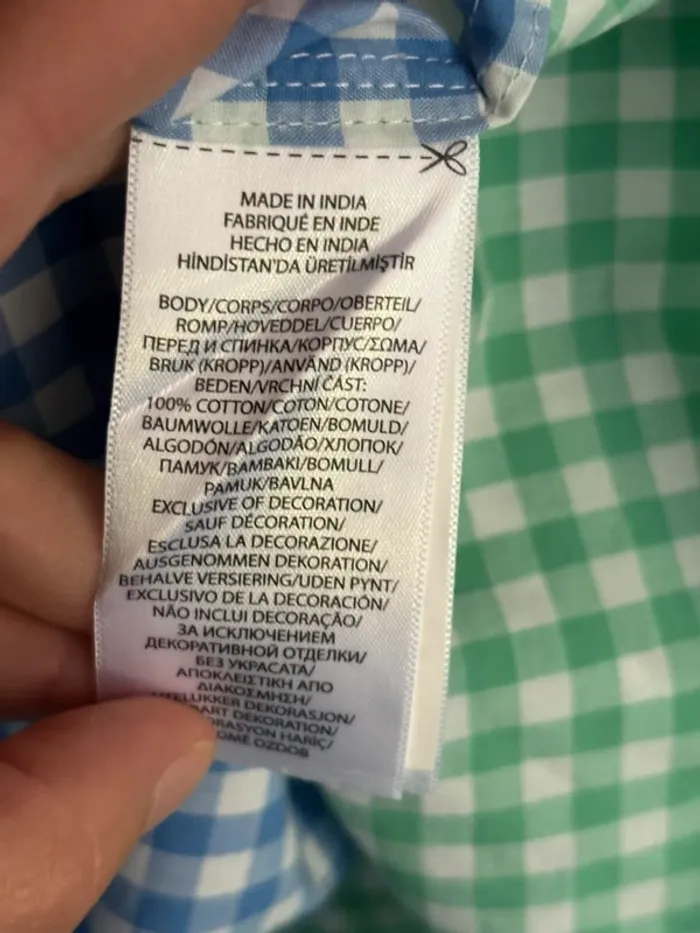 MADE IN INDIA
FABRIQUÉ EN INDE
HECHO EN INDIA
HİNDİSTAN'DA ÜRETİLMİŞTİR
BODY/CORPS/CORPO/OBERTEIL/
ROMP/HOVEDDEL/CUERPO/
ПЕРЕД И СПИНКА/КОРПУС/ΣΩΜΑ/
BRUK (KROPP)/ANVÄND (KROPP)/
BEDEN/VRCHNÍ ČÁST:
100% COTTON/COTON/COTONE/
BAUMWOLLE/KATOEN/BOMULD/
ALGODÓN/ALGODÃO/ХЛОПОК/
ПАМУК/ΒΑΜΒΑΚΙ/BOMULL/
PAMUK/BAVLNA
EXCLUSIVE OF DECORATION/
SAUF DÉCORATION/
ESCLUSA LA DECORAZIONE/
AUSGENOMMEN DEKORATION/
BEHALVE VERSIERING/UDEN PYNT/
EXCLUSIVO DE LA DECORACIÓN/
NÃO INCLUI DECORAÇÃO/
ЗА ИСКЛЮЧЕНИЕМ
ДЕКОРАТИВНОЙ ОТДЕЛКИ/
БЕЗ УКРАСАТА/
ΑΠΟΚΛΕΙΣΤΙΚΗ ΑΠΟ
ΔΙΑΚΟΣΜΗΣΗ/
DEKORASJON/
DEKORATION/
HARİÇ/
OZDOB